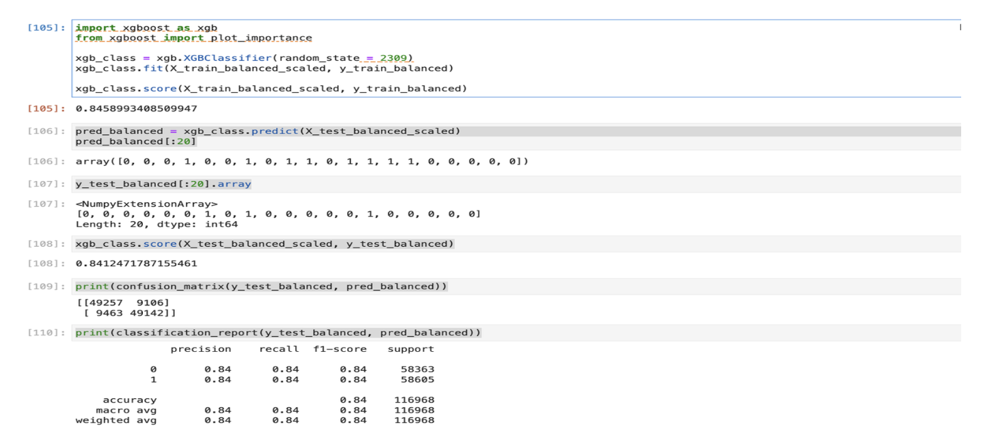 [105]: import xgboost as xgb
from xgboost import plot_importance
xgb_class = xgb.XGBClassifier(random_state = 2309)
xgb_class.fit(X_train_balanced_scaled, y_train_balanced)
xgb_class.score(X_train_balanced_scaled, y_train_balanced)
[105]: 0.8458993408509947
[106]: pred_balanced = xgb_class.predict(X_test_balanced_scaled)
pred_balanced[:20]
[106]: array([0, 0, 0, 1, 0, 0, 1, 0, 1, 1, 0, 1, 1, 1, 1, 0, 0, 0, 0, 0])
[107]: y_test_balanced[:20].array
[107]: <NumpyExtensionArray>
[0, 0, 0, 0, 0, 0, 1, 0, 1, 0, 0, 0, 0, 0, 1, 0, 0, 0, 0, 0]
Length: 20, dtype: int64
[108]: xgb_class.score(X_test_balanced_scaled, y_test_balanced)
[108]: 0.8412471787155461
[109]: print(confusion_matrix(y_test_balanced, pred_balanced))
[[49257 9106]
[ 9463 49142]]
[110]: print(classification_report(y_test_balanced, pred_balanced))
precision recall f1-score support
0 0.84 0.84 0.84 58363
1 0.84 0.84 0.84 58605
accuracy 0.84 116968
macro avg 0.84 0.84 0.84 116968
weighted avg 0.84 0.84 0.84 116968